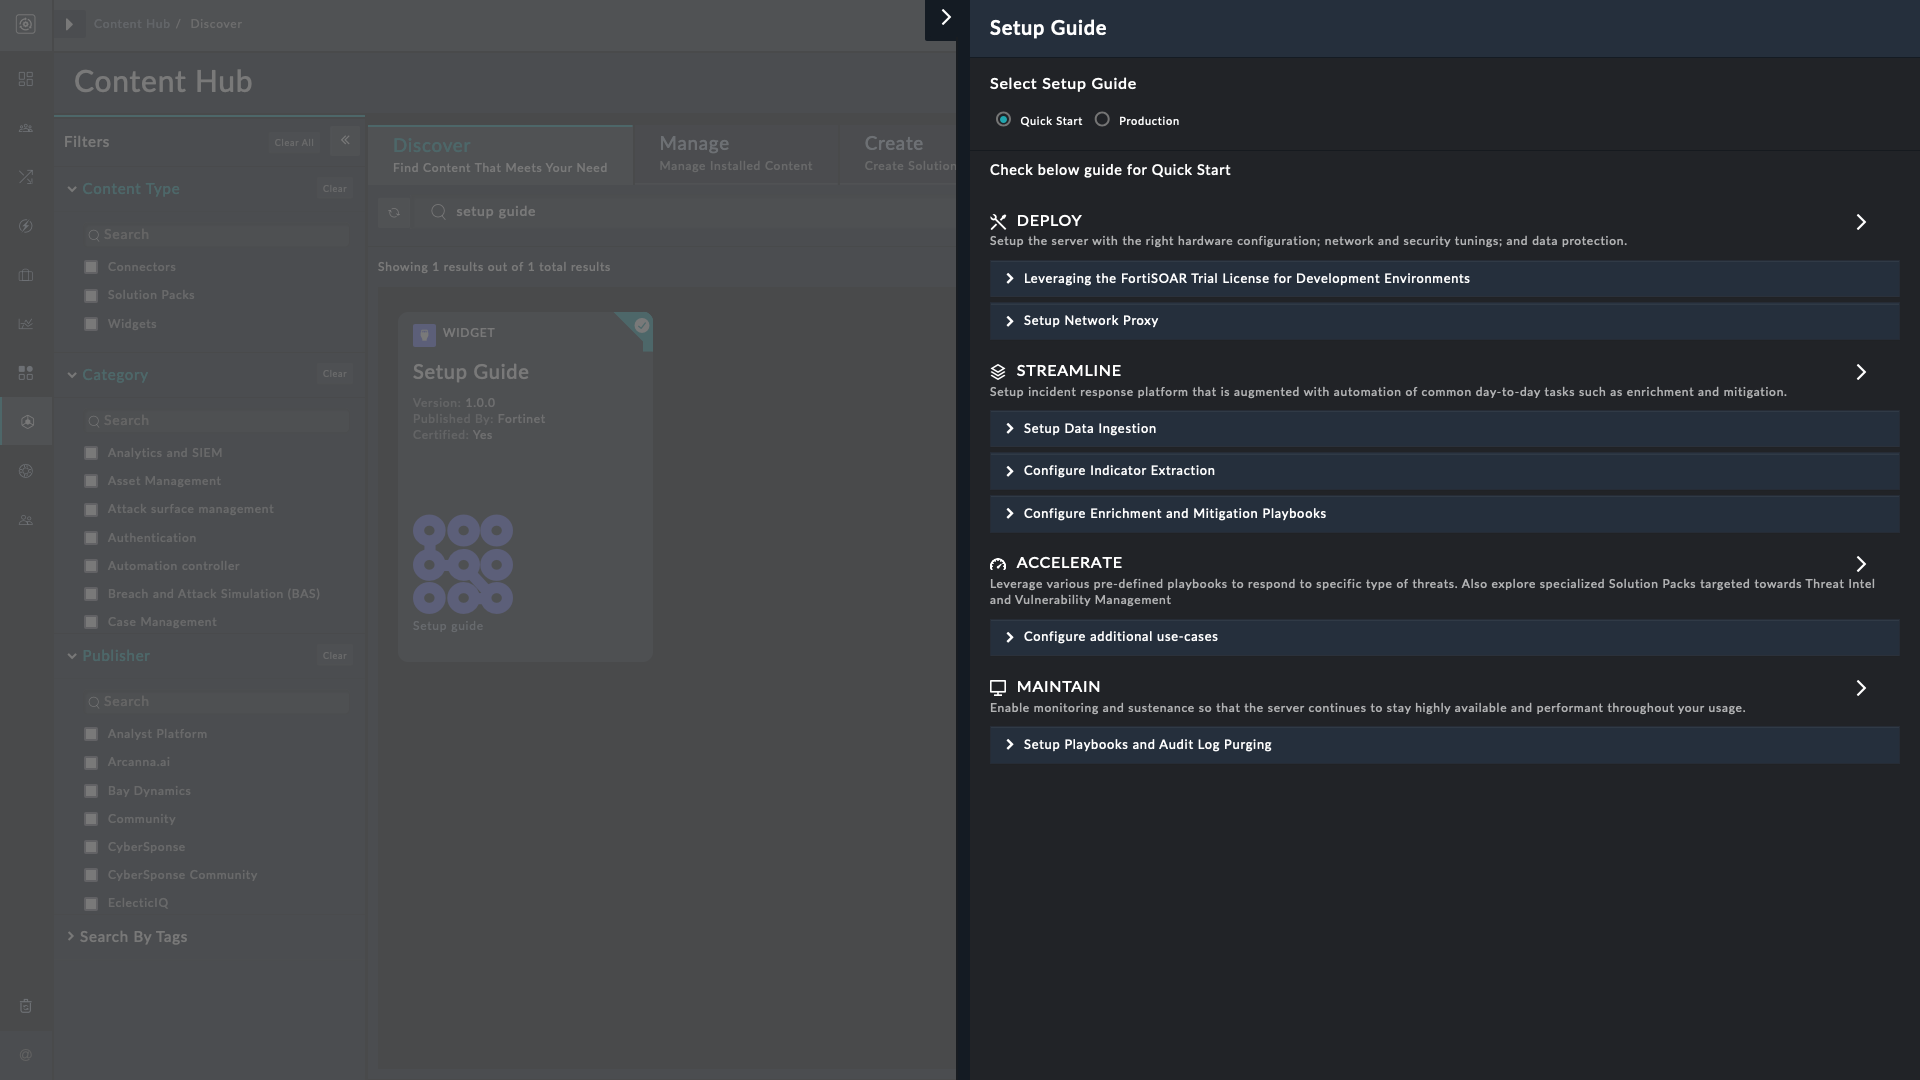 Content Hub / Discover
Content Hub
Filters
Clear All
Content Type
Clear
Search
Connectors
Solution Packs
Widgets
Category
Clear
Search
Analytics and SIEM
Asset Management
Attack surface management
Authentication
Automation controller
Breach and Attack Simulation (BAS)
Case Management
Publisher
Clear
Search
Analyst Platform
Arcanna.ai
Bay Dynamics
Community
CyberSponse
CyberSponse Community
EclecticIQ
Search By Tags
Discover
Find Content That Meets Your Need
Manage
Manage Installed Content
Create
Create Solution
setup guide
Showing 1 results out of 1 total results
WIDGET
Setup Guide
Version: 1.0.0
Published By: Fortinet
Certified: Yes
Setup guide
Setup Guide
Select Setup Guide
Quick Start
Production
Check below guide for Quick Start
DEPLOY
Setup the server with the right hardware configuration; network and security tunings; and data protection.
Leveraging the FortiSOAR Trial License for Development Environments
Setup Network Proxy
STREAMLINE
Setup incident response platform that is augmented with automation of common day-to-day tasks such as enrichment and mitigation.
Setup Data Ingestion
Configure Indicator Extraction
Configure Enrichment and Mitigation Playbooks
ACCELERATE
Leverage various pre-defined playbooks to respond to specific type of threats. Also explore specialized Solution Packs targeted towards Threat Intel
and Vulnerability Management
Configure additional use-cases
MAINTAIN
Enable monitoring and sustenance so that the server continues to stay highly available and performant throughout your usage.
Setup Playbooks and Audit Log Purging